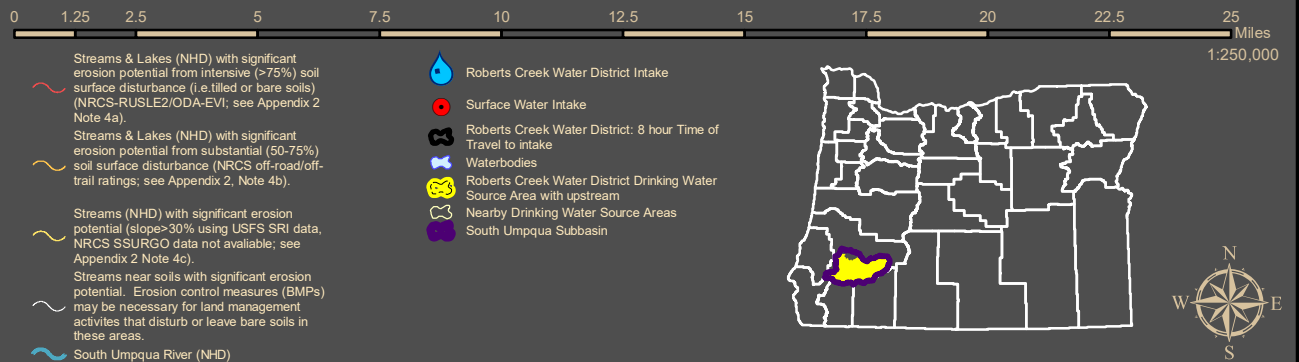 0 1.25 2.5 5 7.5 10 12.5 15 17.5 20 22.5 25
Miles
1:250,000
Streams & Lakes (NHD) with significant
erosion potential from intensive (>75%) soil
surface disturbance (i.e.tilled or bare soils)
(NRCS-RUSLE2/ODA-EVI; see Appendix 2
Note 4a).
Streams & Lakes (NHD) with significant
erosion potential from substantial (50-75%)
soil surface disturbance (NRCS off-road/off-
trail ratings; see Appendix 2, Note 4b).
Streams (NHD) with significant erosion
potential (slope>30% using USFS SRI data,
NRCS SSURGO data not avaliable; see
Appendix 2 Note 4c).
Streams near soils with significant erosion
potential. Erosion control measures (BMPs)
may be necessary for land management
activites that disturb or leave bare soils in
these areas.
South Umpqua River (NHD)
Roberts Creek Water District Intake
Surface Water Intake
Roberts Creek Water District: 8 hour Time of
Travel to intake
Waterbodies
Roberts Creek Water District Drinking Water
Source Area with upstream
Nearby Drinking Water Source Areas
South Umpqua Subbasin
N
W E
S